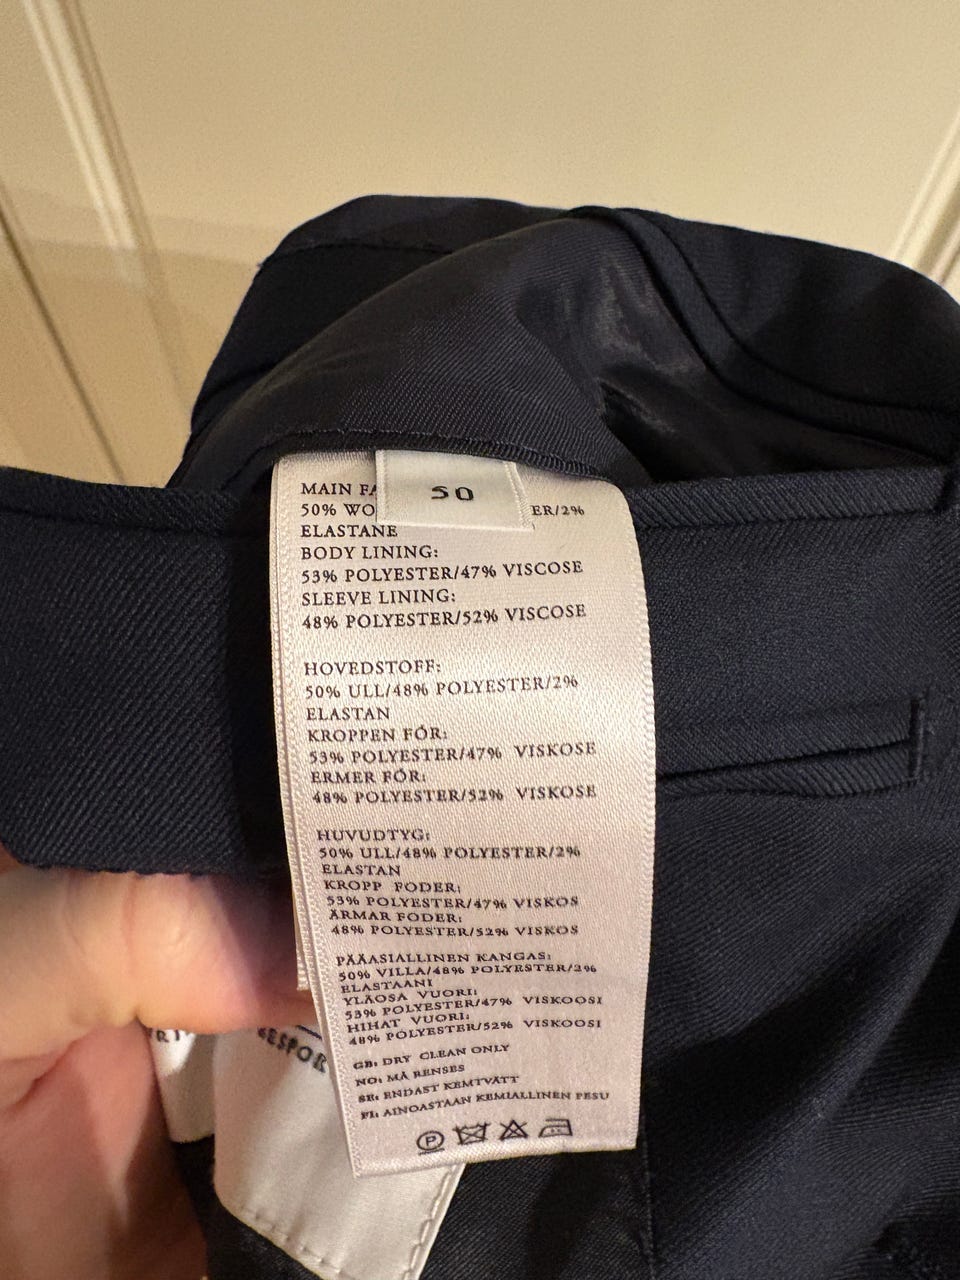 50
MAIN
50% ER/2%
ELASTANE
BODY LINING:
53% POLYESTER/47% VISCOSE
SLEEVE LINING:
48% POLYESTER/52% VISCOSE
HOVEDSTOFF:
50% ULL/48% POLYESTER/2%
ELASTAN
KROPPEN FÓR:
53% POLYESTER/47% VISKOSE
ERMER FÓR:
48% POLYESTER/52% VISKOSE
HUVUDTYG:
50% ULL/48% POLYESTER/2%
ELASTAN
KROPP FODER:
53% POLYESTER/47% VISKOS
ÄRMAR FODER:
48% POLYESTER/52% VISKOS
PÄÄASIALLINEN KANGAS:
50% VILLA/48% POLYESTER/2%
ELASTAANI
YLÄOSA VUORI:
53% POLYESTER/47% VISKOOSI
HIHAT VUORI:
48% POLYESTER/52% VISKOOSI
GB: DRY CLEAN ONLY
NO: MÅ RENSES
SE: ENDAST KEMTVÄTT
FI: AINOASTAAN KEMIALLINEN PESU
P